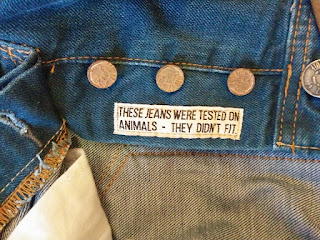 THESE JEANS WERE TESTED ON
ANIMALS - THEY DIDN'T FIT.